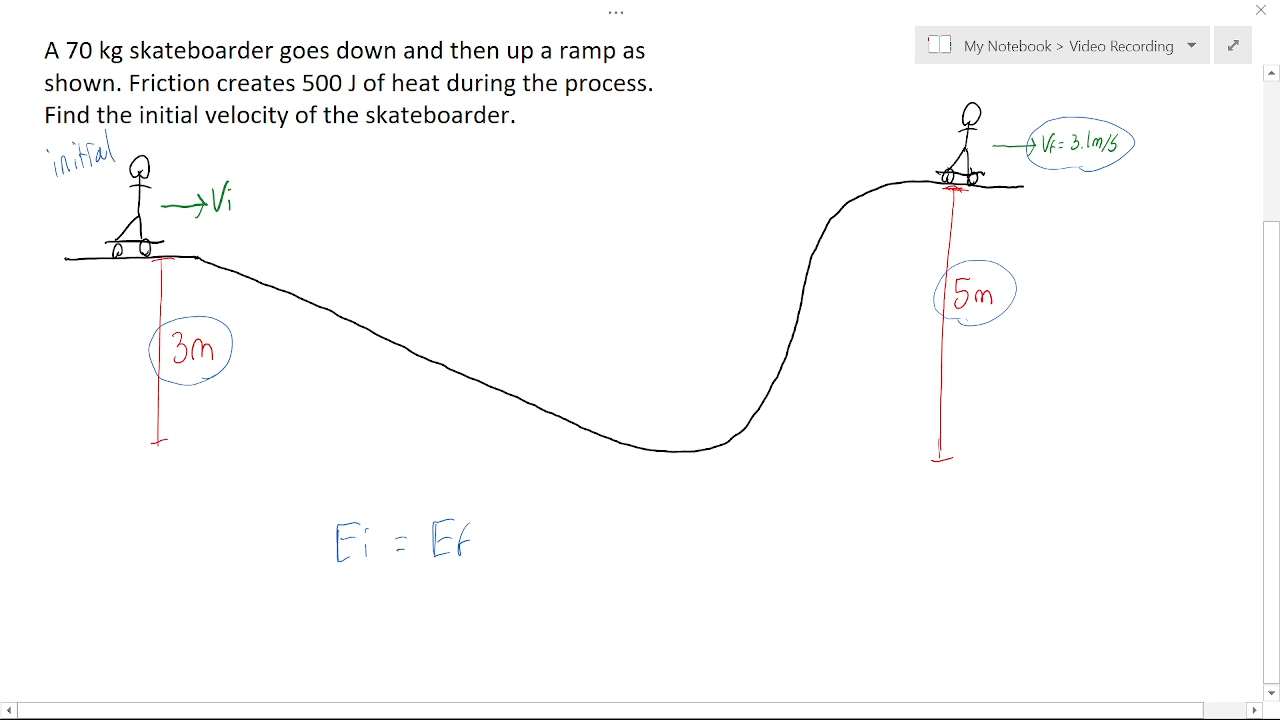 A 70 kg skateboarder goes down and then up a ramp as
shown. Friction creates 500 J of heat during the process.
Find the initial velocity of the skateboarder.
My Notebook > Video Recording
initial
Vi
Vf = 3.1m/s
3m
5m
Ei = Ef